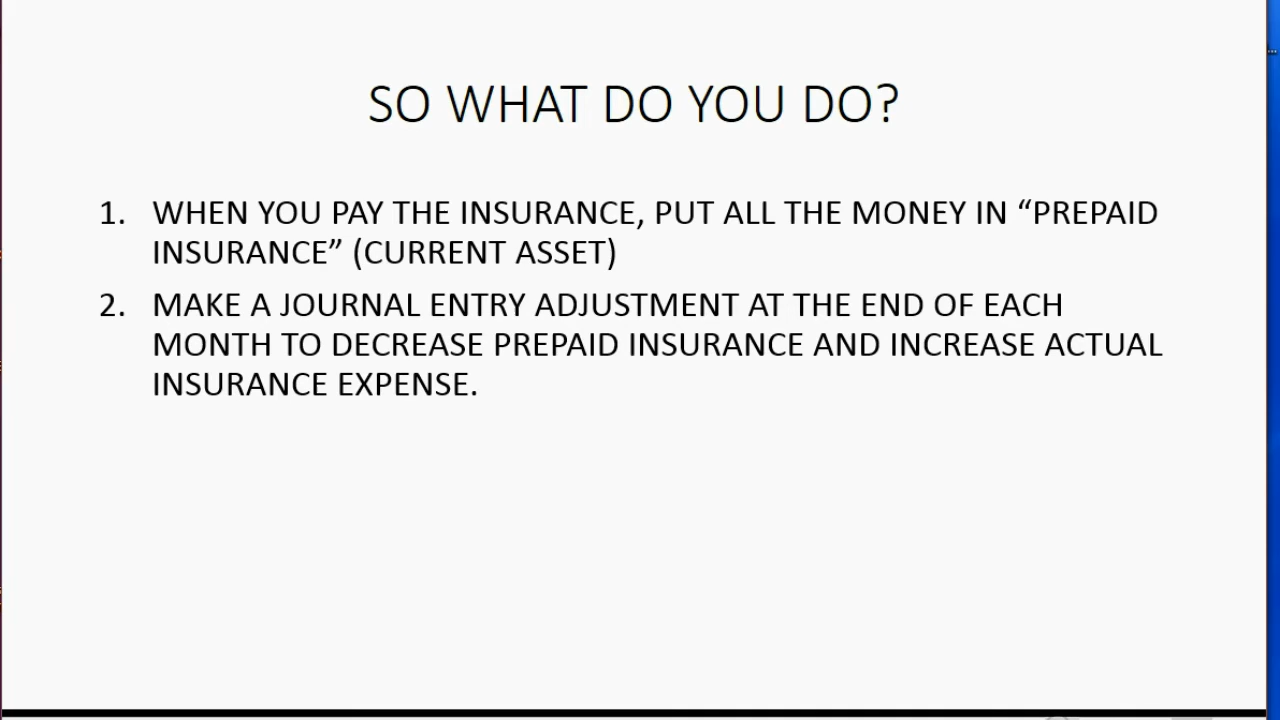 SO WHAT DO YOU DO?
1. WHEN YOU PAY THE INSURANCE, PUT ALL THE MONEY IN “PREPAID
INSURANCE” (CURRENT ASSET)
2. MAKE A JOURNAL ENTRY ADJUSTMENT AT THE END OF EACH
MONTH TO DECREASE PREPAID INSURANCE AND INCREASE ACTUAL
INSURANCE EXPENSE.